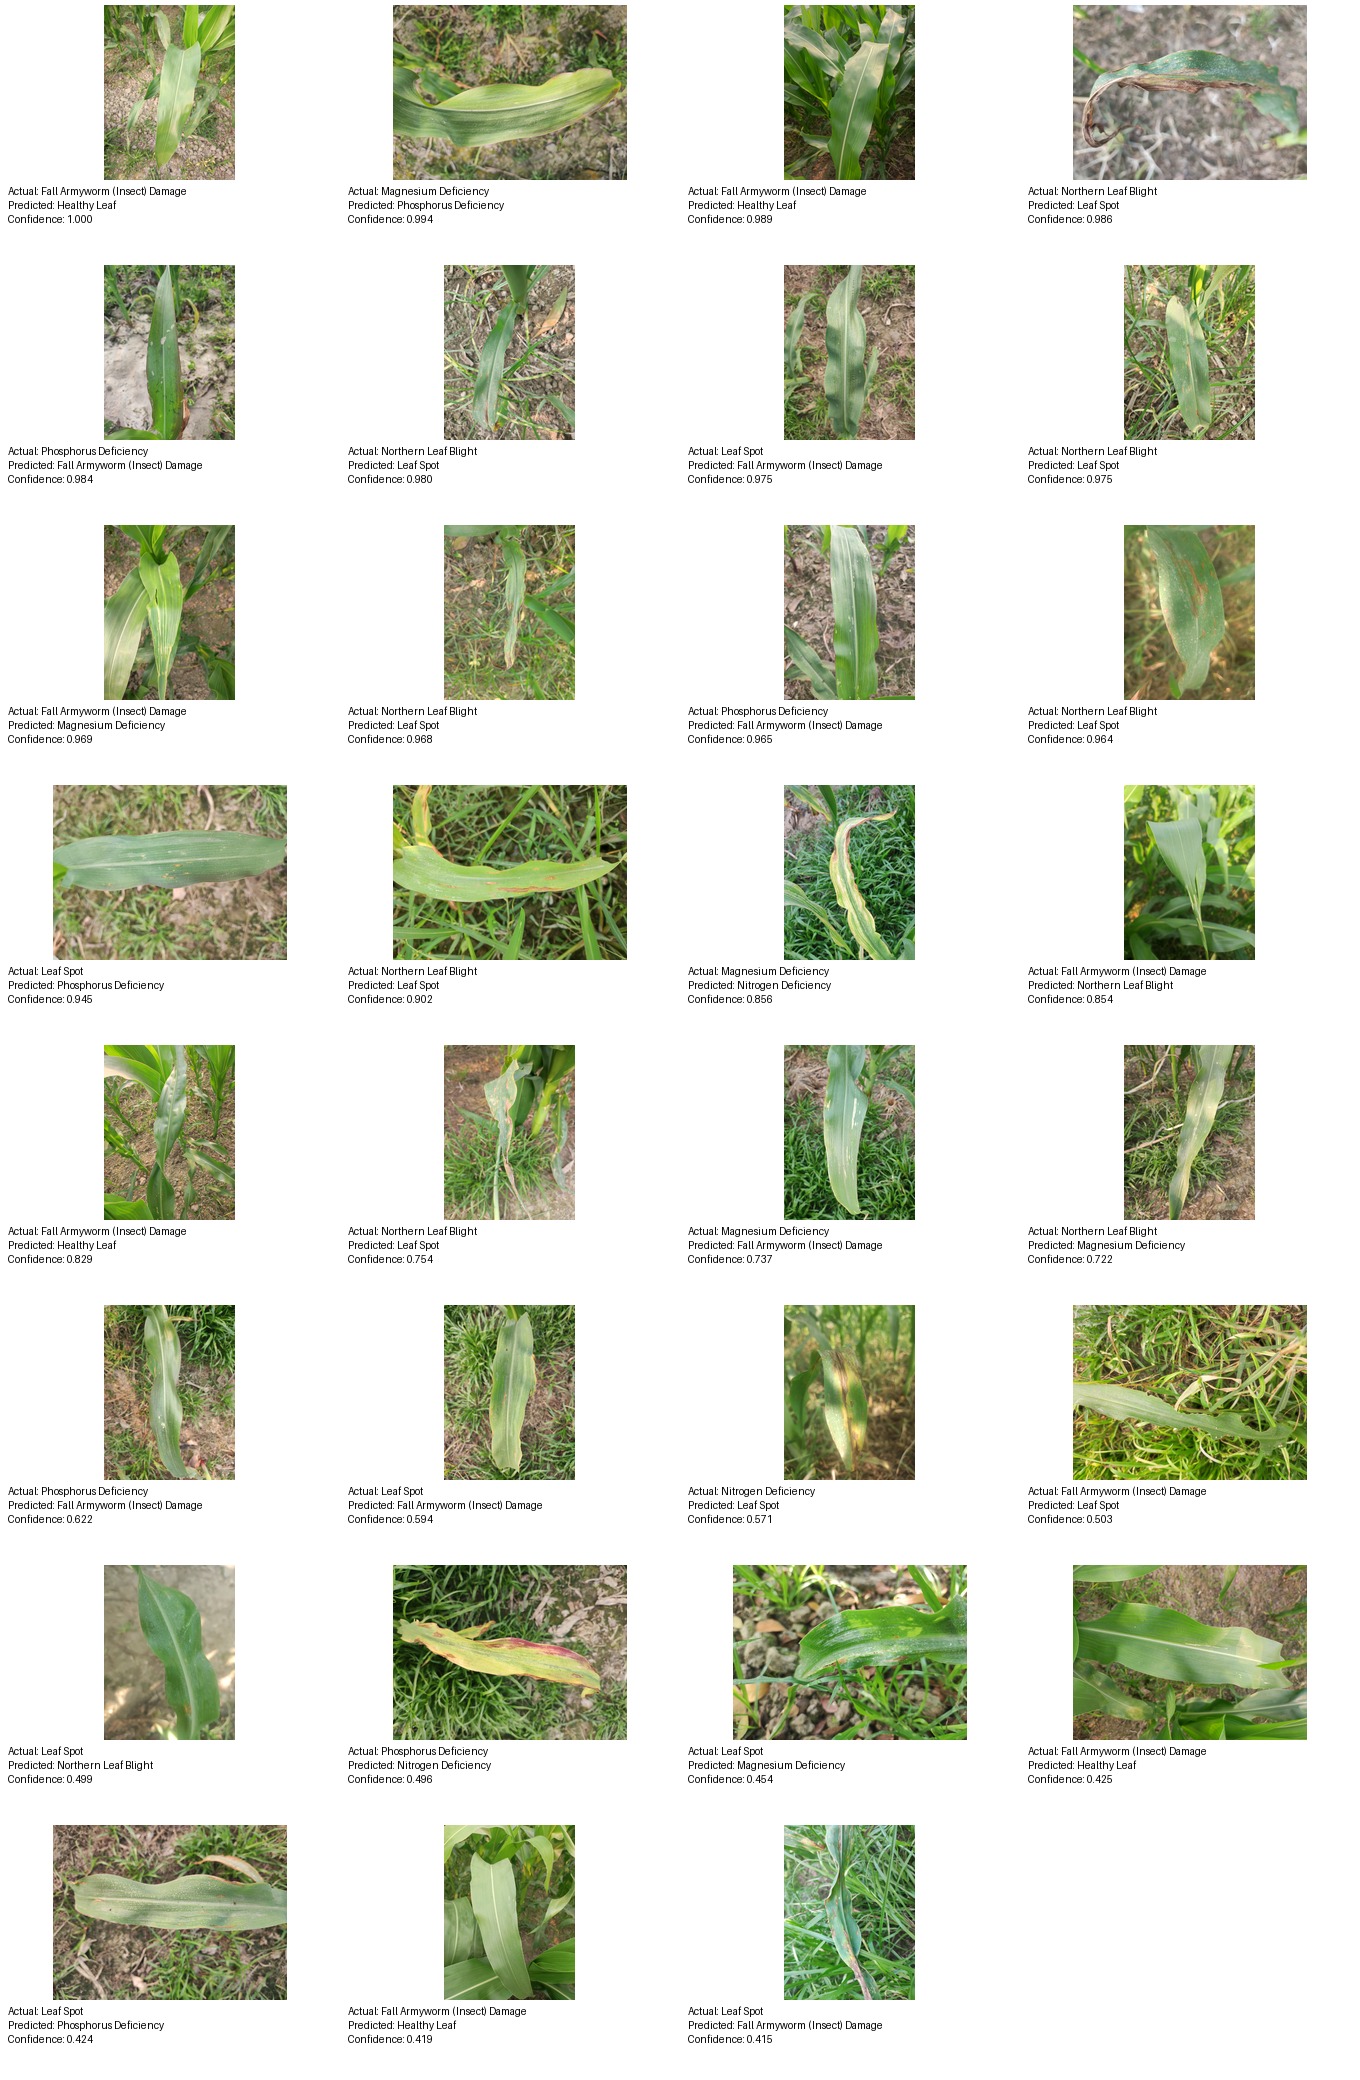 Actual: Fall Armyworm (Insect) Damage
Predicted: Healthy Leaf
Confidence: 1.000
Actual: Magnesium Deficiency
Predicted: Phosphorus Deficiency
Confidence: 0.994
Actual: Fall Armyworm (Insect) Damage
Predicted: Healthy Leaf
Confidence: 0.989
Actual: Northern Leaf Blight
Predicted: Leaf Spot
Confidence: 0.986
Actual: Phosphorus Deficiency
Predicted: Fall Armyworm (Insect) Damage
Confidence: 0.984
Actual: Northern Leaf Blight
Predicted: Leaf Spot
Confidence: 0.980
Actual: Leaf Spot
Predicted: Fall Armyworm (Insect) Damage
Confidence: 0.975
Actual: Northern Leaf Blight
Predicted: Leaf Spot
Confidence: 0.975
Actual: Fall Armyworm (Insect) Damage
Predicted: Magnesium Deficiency
Confidence: 0.969
Actual: Northern Leaf Blight
Predicted: Leaf Spot
Confidence: 0.968
Actual: Phosphorus Deficiency
Predicted: Fall Armyworm (Insect) Damage
Confidence: 0.965
Actual: Northern Leaf Blight
Predicted: Leaf Spot
Confidence: 0.964
Actual: Leaf Spot
Predicted: Phosphorus Deficiency
Confidence: 0.945
Actual: Northern Leaf Blight
Predicted: Leaf Spot
Confidence: 0.902
Actual: Magnesium Deficiency
Predicted: Nitrogen Deficiency
Confidence: 0.856
Actual: Fall Armyworm (Insect) Damage
Predicted: Northern Leaf Blight
Confidence: 0.854
Actual: Fall Armyworm (Insect) Damage
Predicted: Healthy Leaf
Confidence: 0.829
Actual: Northern Leaf Blight
Predicted: Leaf Spot
Confidence: 0.754
Actual: Magnesium Deficiency
Predicted: Fall Armyworm (Insect) Damage
Confidence: 0.737
Actual: Northern Leaf Blight
Predicted: Magnesium Deficiency
Confidence: 0.722
Actual: Phosphorus Deficiency
Predicted: Fall Armyworm (Insect) Damage
Confidence: 0.622
Actual: Leaf Spot
Predicted: Fall Armyworm (Insect) Damage
Confidence: 0.594
Actual: Nitrogen Deficiency
Predicted: Leaf Spot
Confidence: 0.571
Actual: Fall Armyworm (Insect) Damage
Predicted: Leaf Spot
Confidence: 0.503
Actual: Leaf Spot
Predicted: Northern Leaf Blight
Confidence: 0.499
Actual: Phosphorus Deficiency
Predicted: Nitrogen Deficiency
Confidence: 0.496
Actual: Leaf Spot
Predicted: Magnesium Deficiency
Confidence: 0.454
Actual: Fall Armyworm (Insect) Damage
Predicted: Healthy Leaf
Confidence: 0.425
Actual: Leaf Spot
Predicted: Phosphorus Deficiency
Confidence: 0.424
Actual: Fall Armyworm (Insect) Damage
Predicted: Healthy Leaf
Confidence: 0.419
Actual: Leaf Spot
Predicted: Fall Armyworm (Insect) Damage
Confidence: 0.415